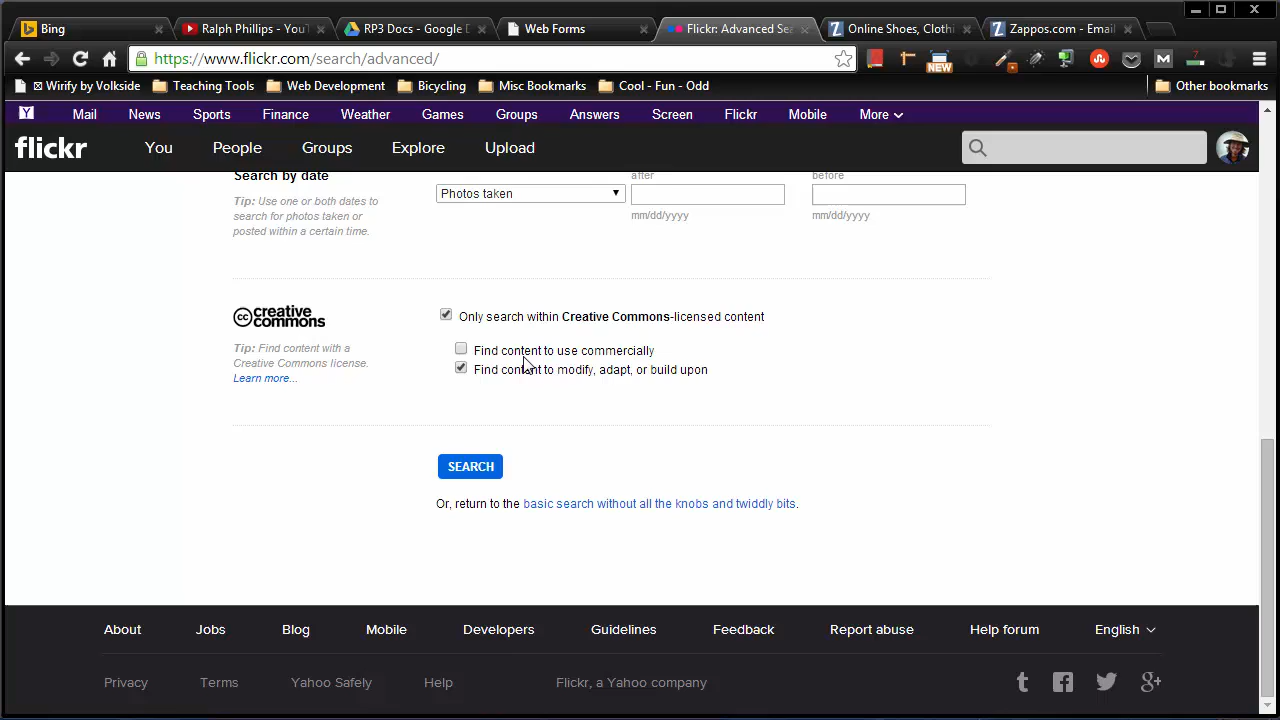 Bing
Ralph Phillips - YouT
RP3 Docs - Google D
Web Forms
Flickr: Advanced Sea
Online Shoes, Clothi
Zappos.com - Email
https://www.flickr.com/search/advanced/
NEW
Wirify by Volkside
Teaching Tools
Web Development
Bicycling
Misc Bookmarks
Cool - Fun - Odd
Other bookmarks
Mail
News
Sports
Finance
Weather
Games
Groups
Answers
Screen
Flickr
Mobile
More
flickr
You
People
Groups
Explore
Upload
Search by date
after
before
Photos taken
Tip: Use one or both dates to
search for photos taken or
posted within a certain time.
mm/dd/yyyy
mm/dd/yyyy
cc creative commons
Only search within Creative Commons-licensed content
Tip: Find content with a
Creative Commons license.
Learn more...
Find content to use commercially
Find content to modify, adapt, or build upon
SEARCH
Or, return to the basic search without all the knobs and twiddly bits.
About
Jobs
Blog
Mobile
Developers
Guidelines
Feedback
Report abuse
Help forum
English
Privacy
Terms
Yahoo Safely
Help
Flickr, a Yahoo company